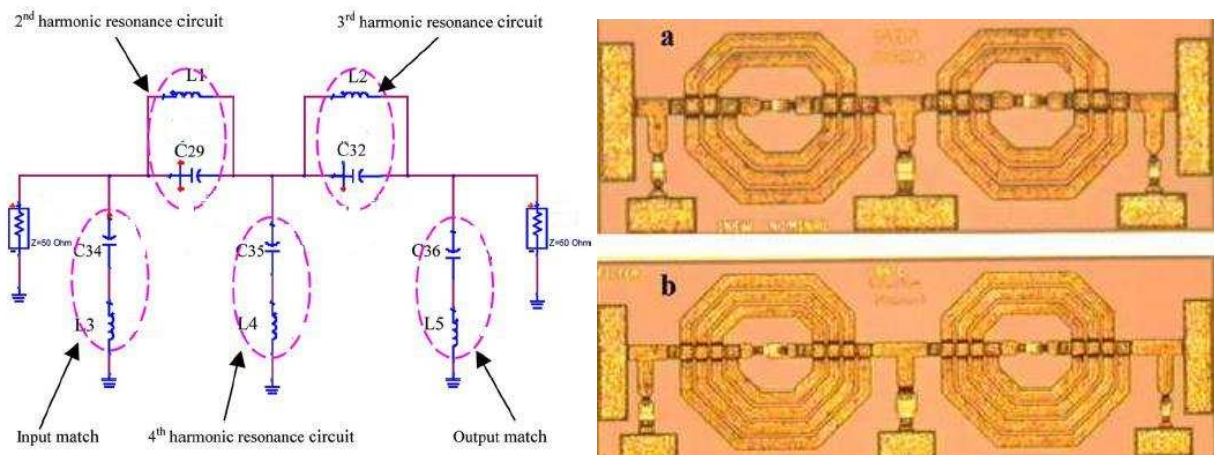 2nd harmonic resonance circuit
3rd harmonic resonance circuit
L1
L2
C29
C32
Z=50 Ohm
C34
C35
C36
Z=50 Ohm
L3
L4
L5
Input match
4th harmonic resonance circuit
Output match
a
b